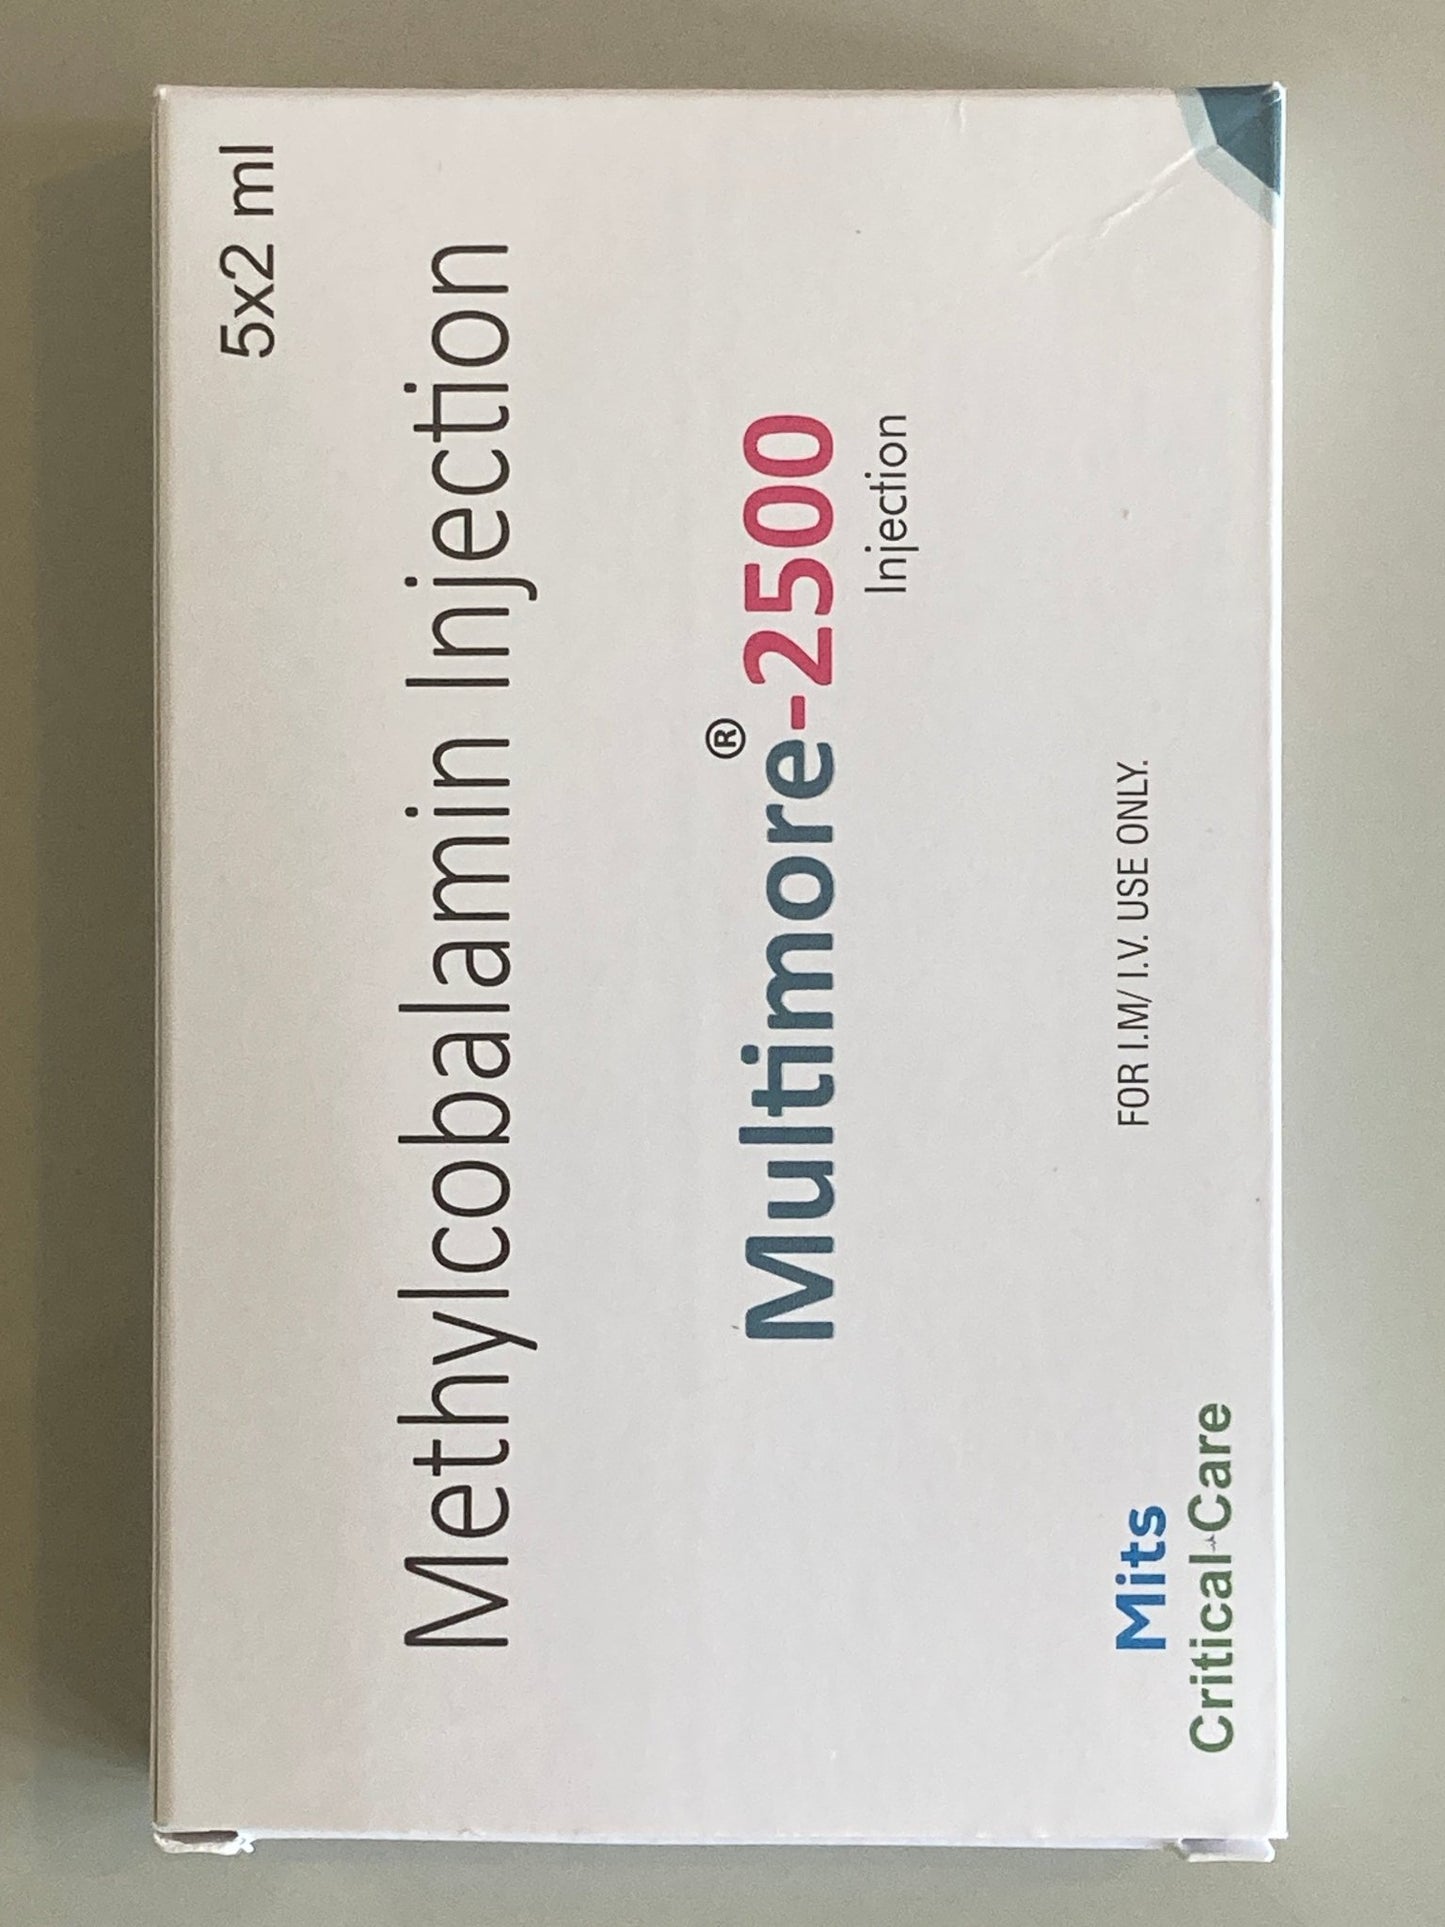 5x2 ml
Methylcobalamin Injection
Multimore®-2500
Injection
FOR I.M/ I.V. USE ONLY.
Mits
Critical Care